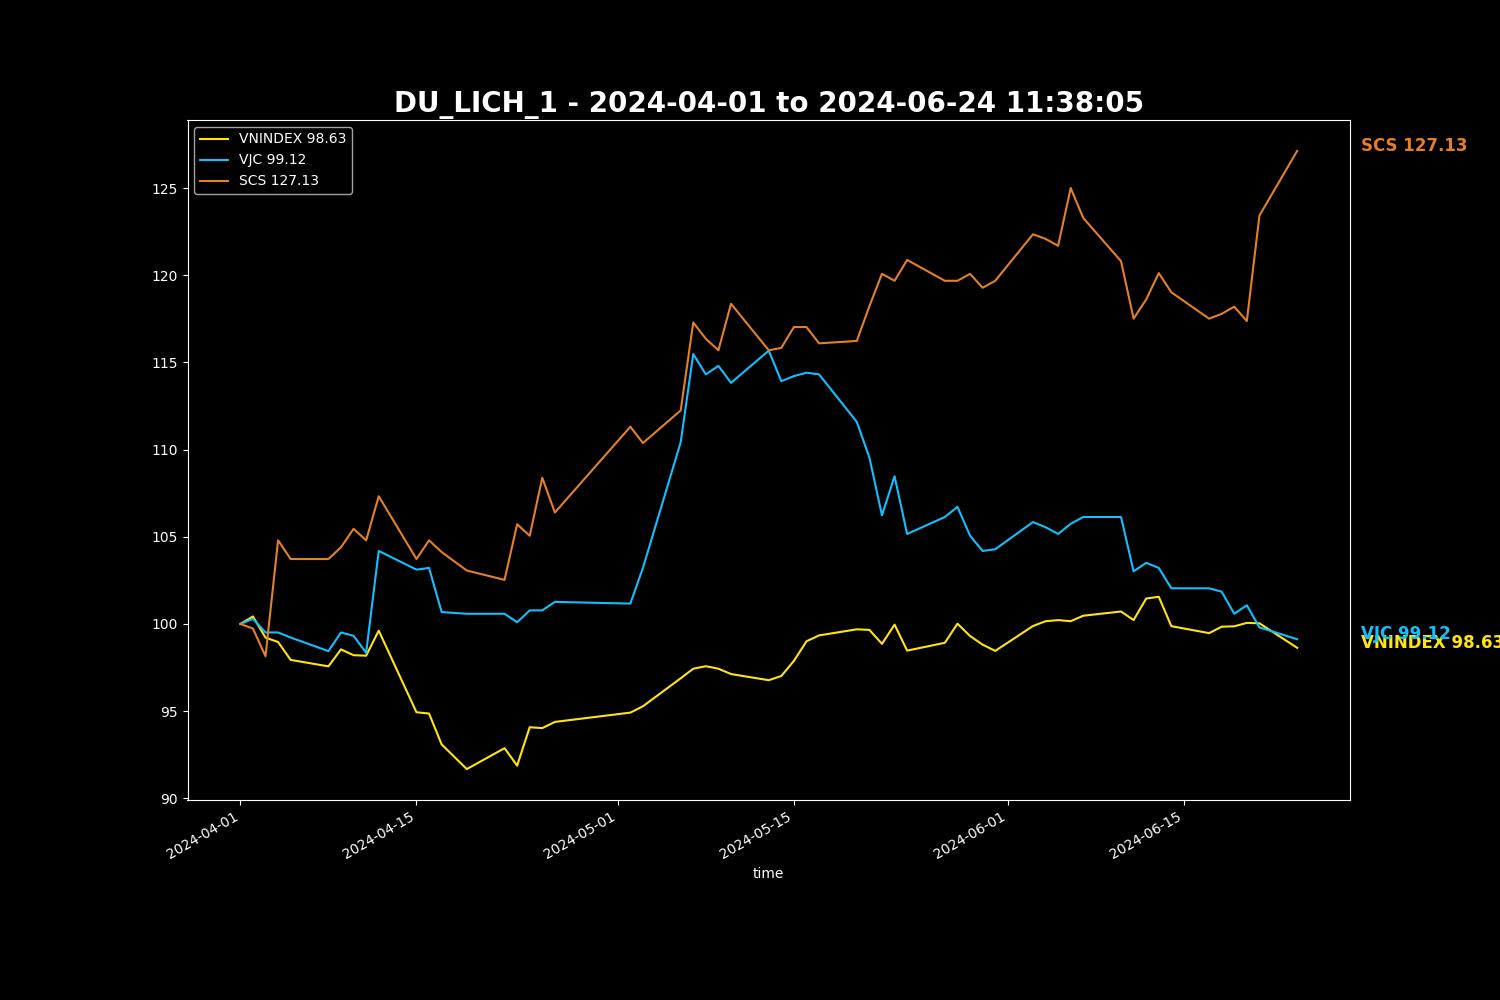 DU_LICH_1 - 2024-04-01 to 2024-06-24 11:38:05
VNINDEX 98.63
VJC 99.12
SCS 127.13
SCS 127.13
125
120
115
110
105
100
VJC 99.12
VNINDEX 98.63
95
90
2024-04-01
2024-04-15
2024-05-01
2024-05-15
2024-06-01
2024-06-15
time